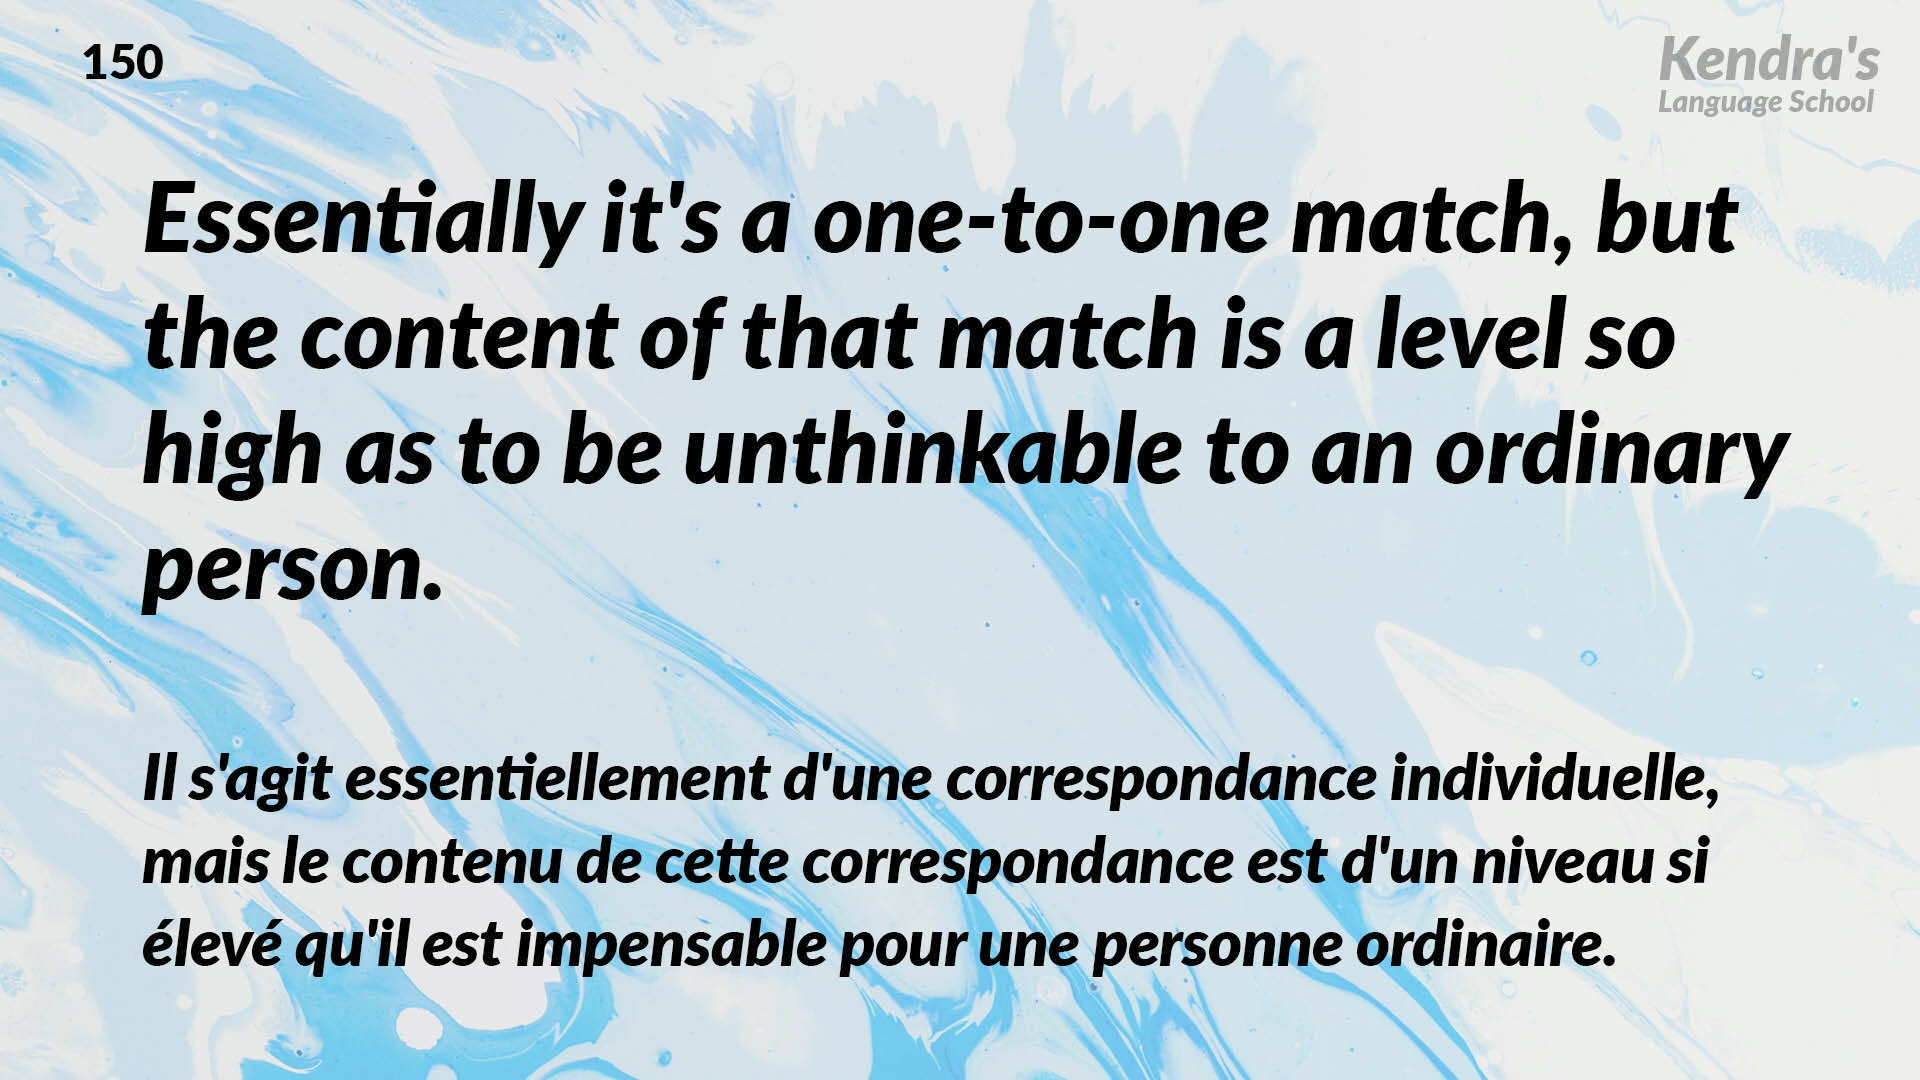 150
Kendra's
Language School
Essentially it's a one-to-one match, but
the content of that match is a level so
high as to be unthinkable to an ordinary
person.
Il s'agit essentiellement d'une correspondance individuelle,
mais le contenu de cette correspondance est d'un niveau si
élevé qu'il est impensable pour une personne ordinaire.